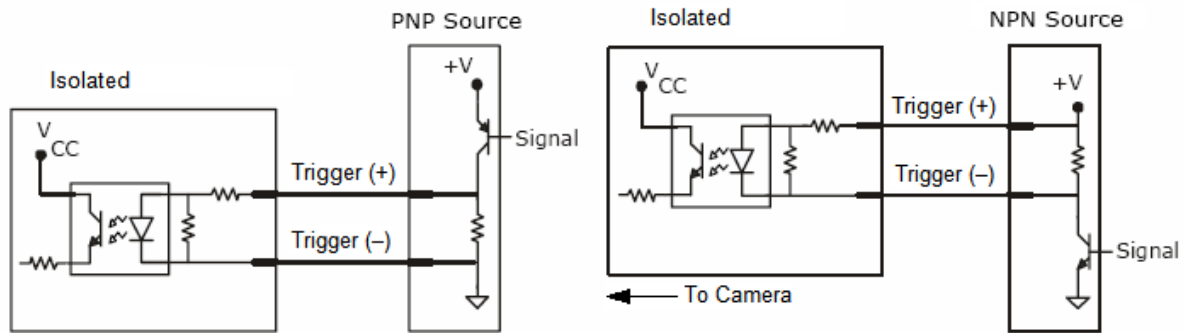 PNP Source
+V
Isolated
V
CC
Signal
Trigger (+)
Trigger (–)
Isolated
NPN Source
+V
V
CC
Trigger (+)
Trigger (–)
Signal
To Camera